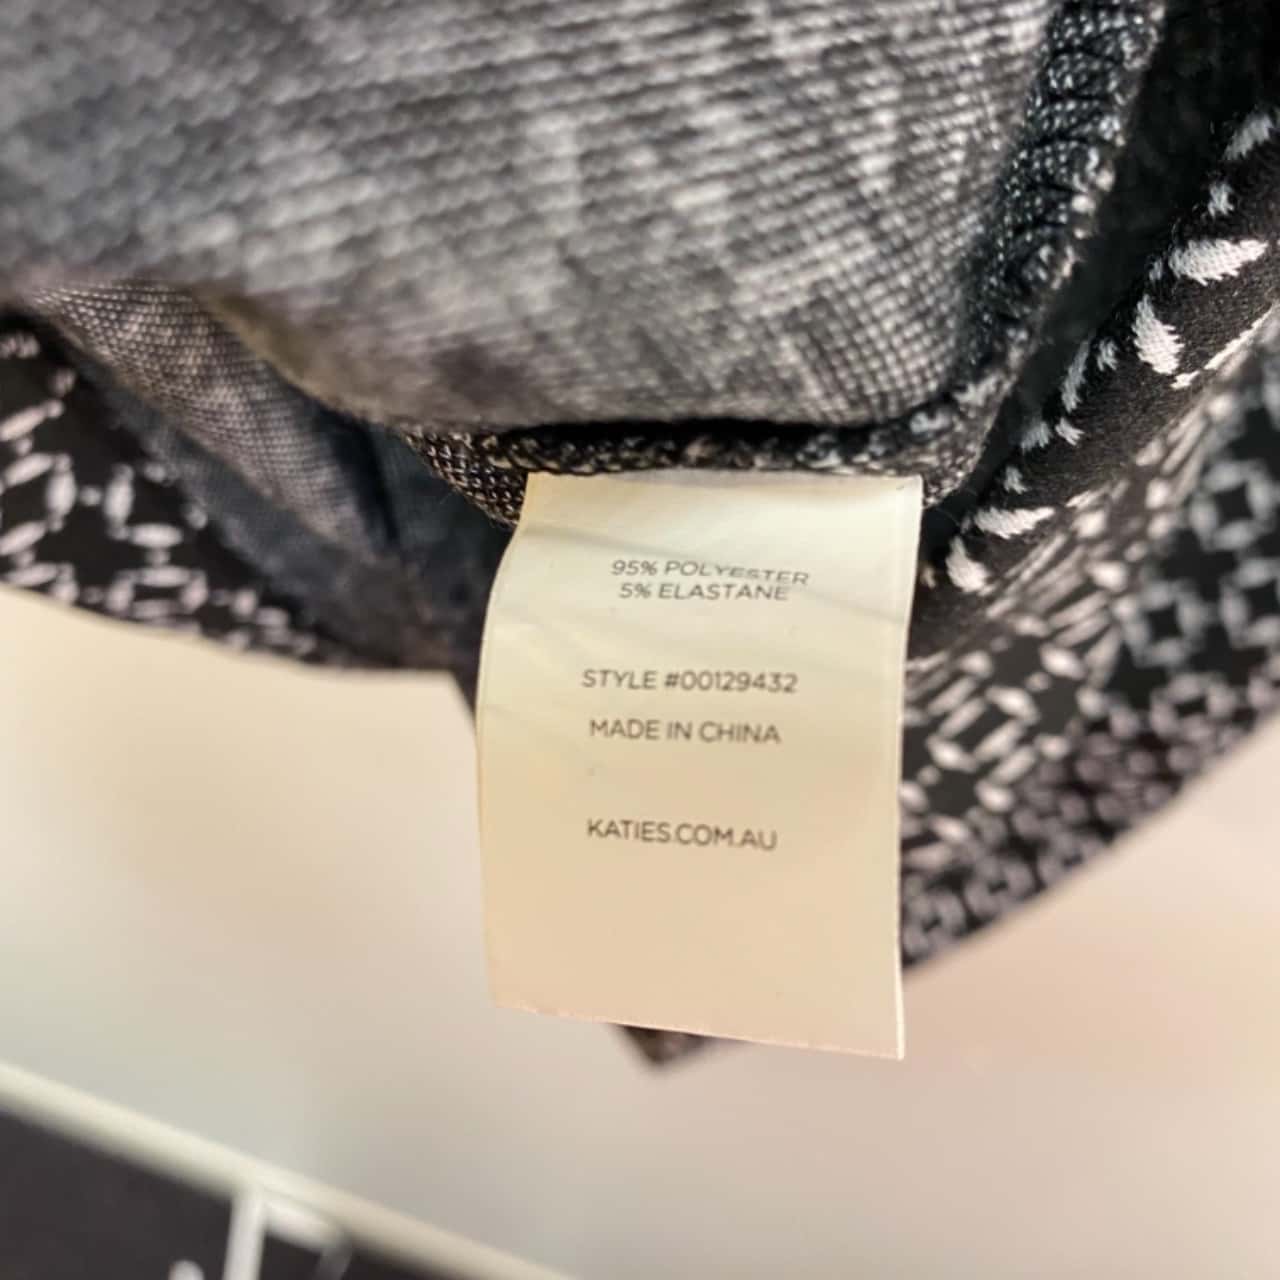 95% POLYESTER
5% ELASTANE
STYLE #00129432
MADE IN CHINA
KATIES.COM.AU